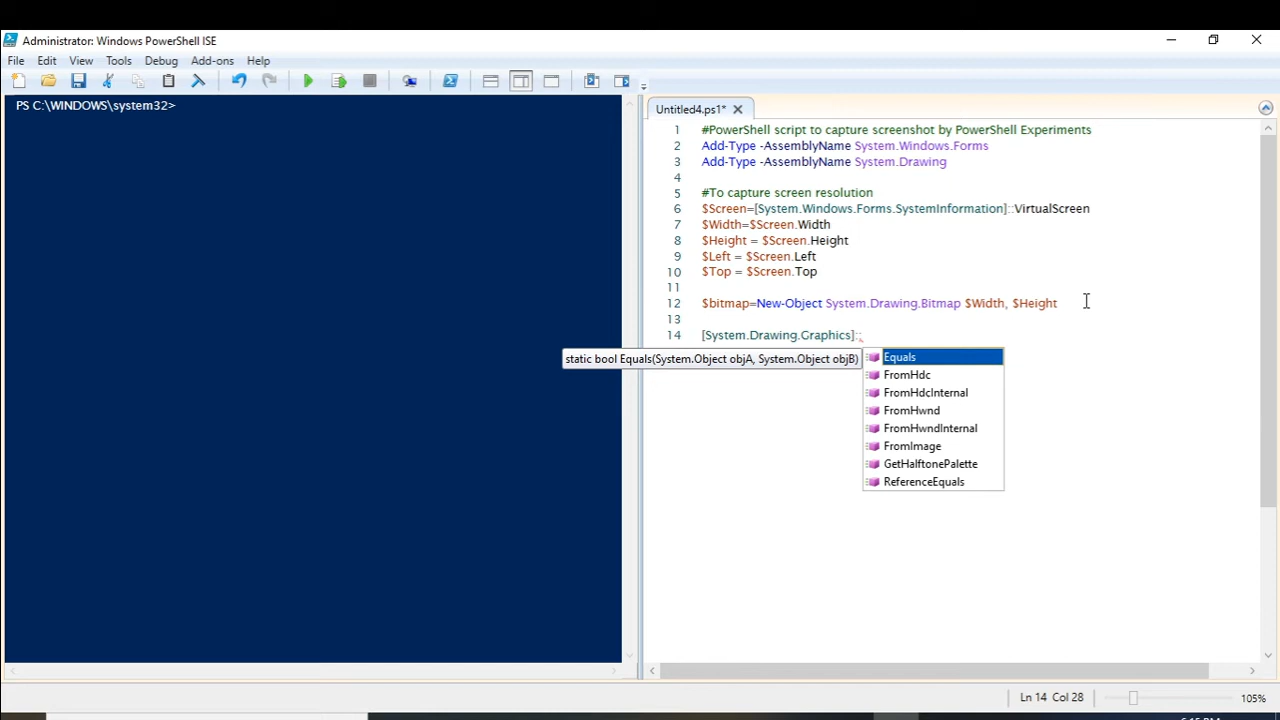 Administrator: Windows PowerShell ISE
File Edit View Tools Debug Add-ons Help
PS C:\WINDOWS\system32>
Untitled4.ps1*
1 #PowerShell script to capture screenshot by PowerShell Experiments
2 Add-Type -AssemblyName System.Windows.Forms
3 Add-Type -AssemblyName System.Drawing
4
5 #To capture screen resolution
6 $Screen=[System.Windows.Forms.SystemInformation]::VirtualScreen
7 $Width=$Screen.Width
8 $Height = $Screen.Height
9 $Left = $Screen.Left
10 $Top = $Screen.Top
11
12 $bitmap=New-Object System.Drawing.Bitmap $Width, $Height
13
14 [System.Drawing.Graphics]::
static bool Equals(System.Object objA, System.Object objB)
Equals
FromHdc
FromHdcInternal
FromHwnd
FromHwndInternal
FromImage
GetHalftonePalette
ReferenceEquals
Ln 14 Col 28 105%